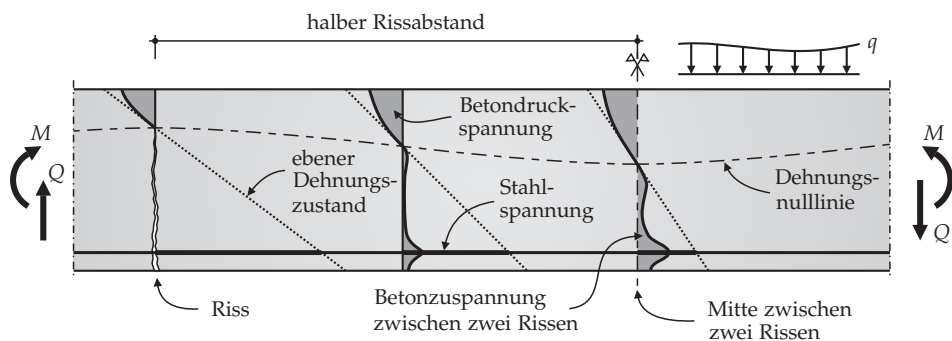 halber Rissabstand
q
Betondruck-
spannung
M
Q
ebener
Dehnungs-
zustand
Stahl-
spannung
Dehnungs-
nulllinie
M
Q
Riss
Betonzuspannung
zwischen zwei Rissen
Mitte zwischen
zwei Rissen